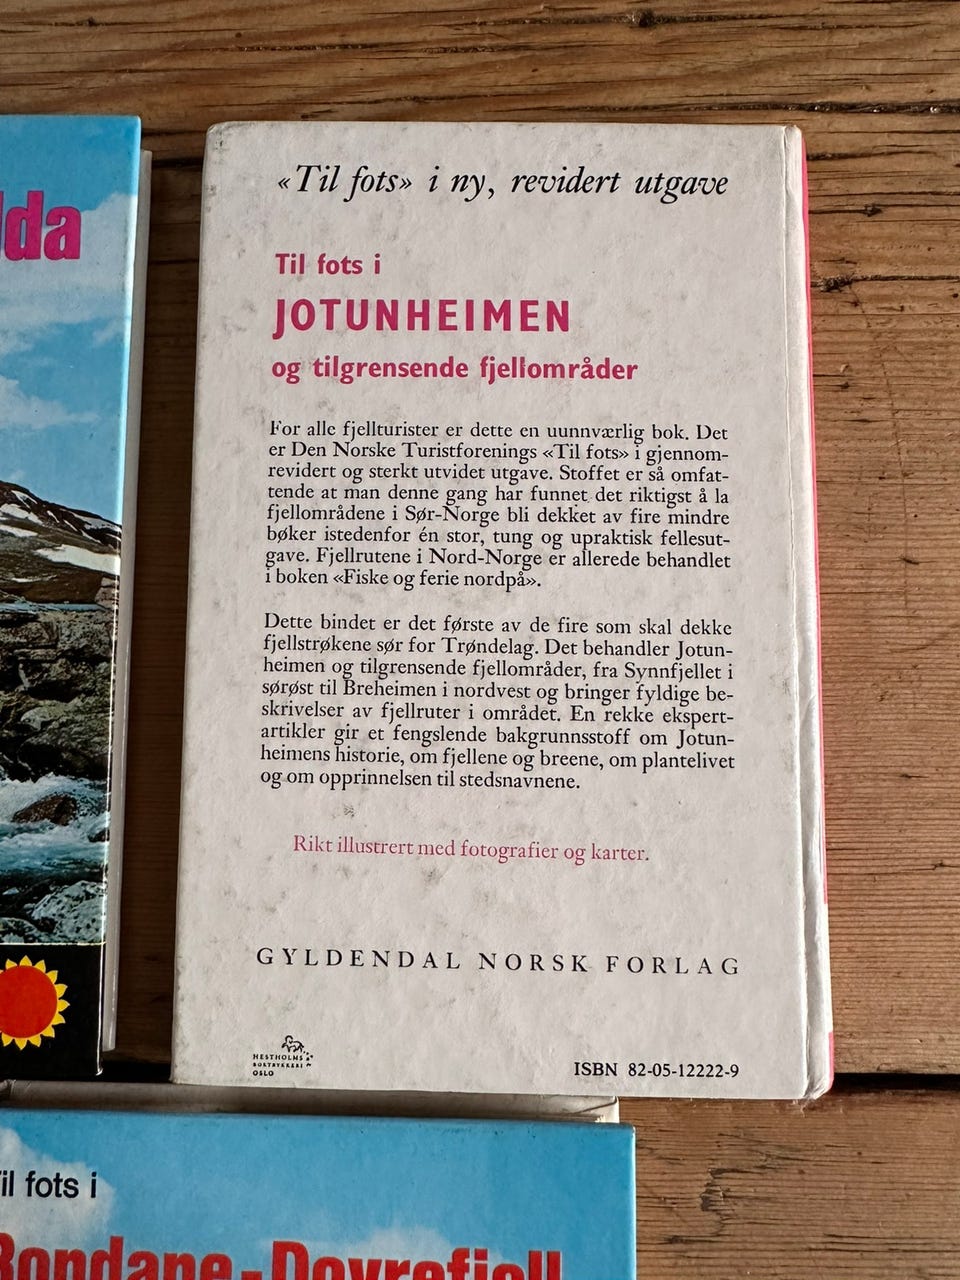 «Til fots» i ny, revidert utgave
Til fots i
JOTUNHEIMEN
og tilgrensende fjellområder
For alle fjellturister er dette en uunnværlig bok. Det
er Den Norske Turistforenings «Til fots» i gjennom-
revidert og sterkt utvidet utgave. Stoffet er så omfat-
tende at man denne gang har funnet det riktigst å la
fjellområdene i Sør-Norge bli dekket av fire mindre
bøker istedenfor én stor, tung og upraktisk fellesut-
gave. Fjellrutene i Nord-Norge er allerede behandlet
i boken «Fiske og ferie nordpå».
Dette bindet er det første av de fire som skal dekke
fjellstrøkene sør for Trøndelag. Det behandler Jotun-
heimen og tilgrensende fjellområder, fra Synnfjellet i
sørøst til Breheimen i nordvest og bringer fyldige be-
skrivelser av fjellruter i området. En rekke ekspert-
artikler gir et fengslende bakgrunnsstoff om Jotun-
heimens historie, om fjellene og breene, om plantelivet
og om opprinnelsen til stedsnavnene.
Rikt illustrert med fotografier og karter.
GYLDENDAL NORSK FORLAG
HESTHOLMS
BOKTRYKKERI
OSLO
ISBN 82-05-12222-9
dda
il fots i
Rondane-Dovrefjell